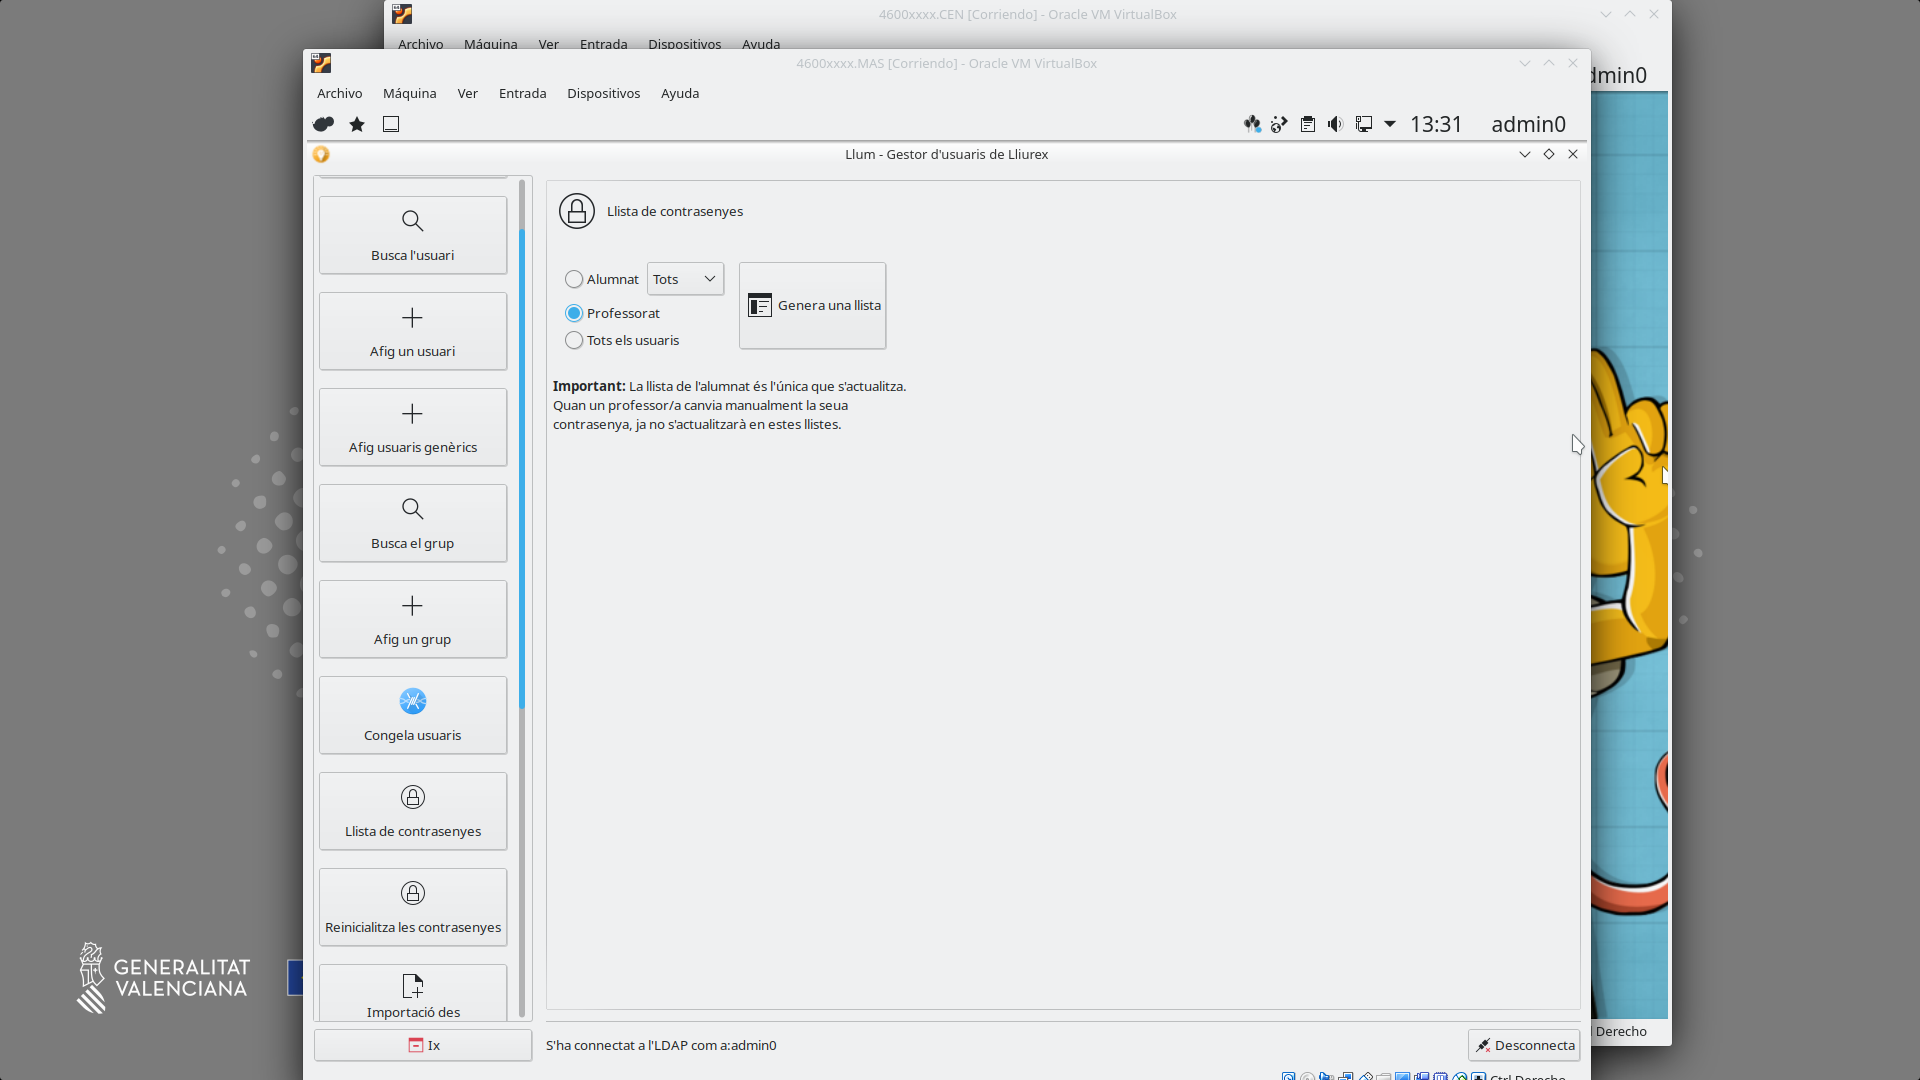 4600xxxx.CEN [Corriendo] - Oracle VM VirtualBox
Archivo Máquina Ver Entrada Dispositivos Ayuda
4600xxxx.MAS [Corriendo] - Oracle VM VirtualBox
dmin0
Archivo Máquina Ver Entrada Dispositivos Ayuda
13:31 admin0
Llum - Gestor d'usuaris de Lliurex
Busca l'usuari
Afig un usuari
Afig usuaris genèrics
Busca el grup
Afig un grup
Congela usuaris
Llista de contrasenyes
Reinicialitza les contrasenyes
Importació des
Ix
Llista de contrasenyes
Alumnat Tots
Professorat
Tots els usuaris
Genera una llista
Important: La llista de l'alumnat és l'única que s'actualitza.
Quan un professor/a canvia manualment la seua
contrasenya, ja no s'actualitzarà en estes llistes.
S'ha connectat a l'LDAP com a:admin0
Desconnecta
Ctrl Derecho
Derecho
GENERALITAT
VALENCIANA